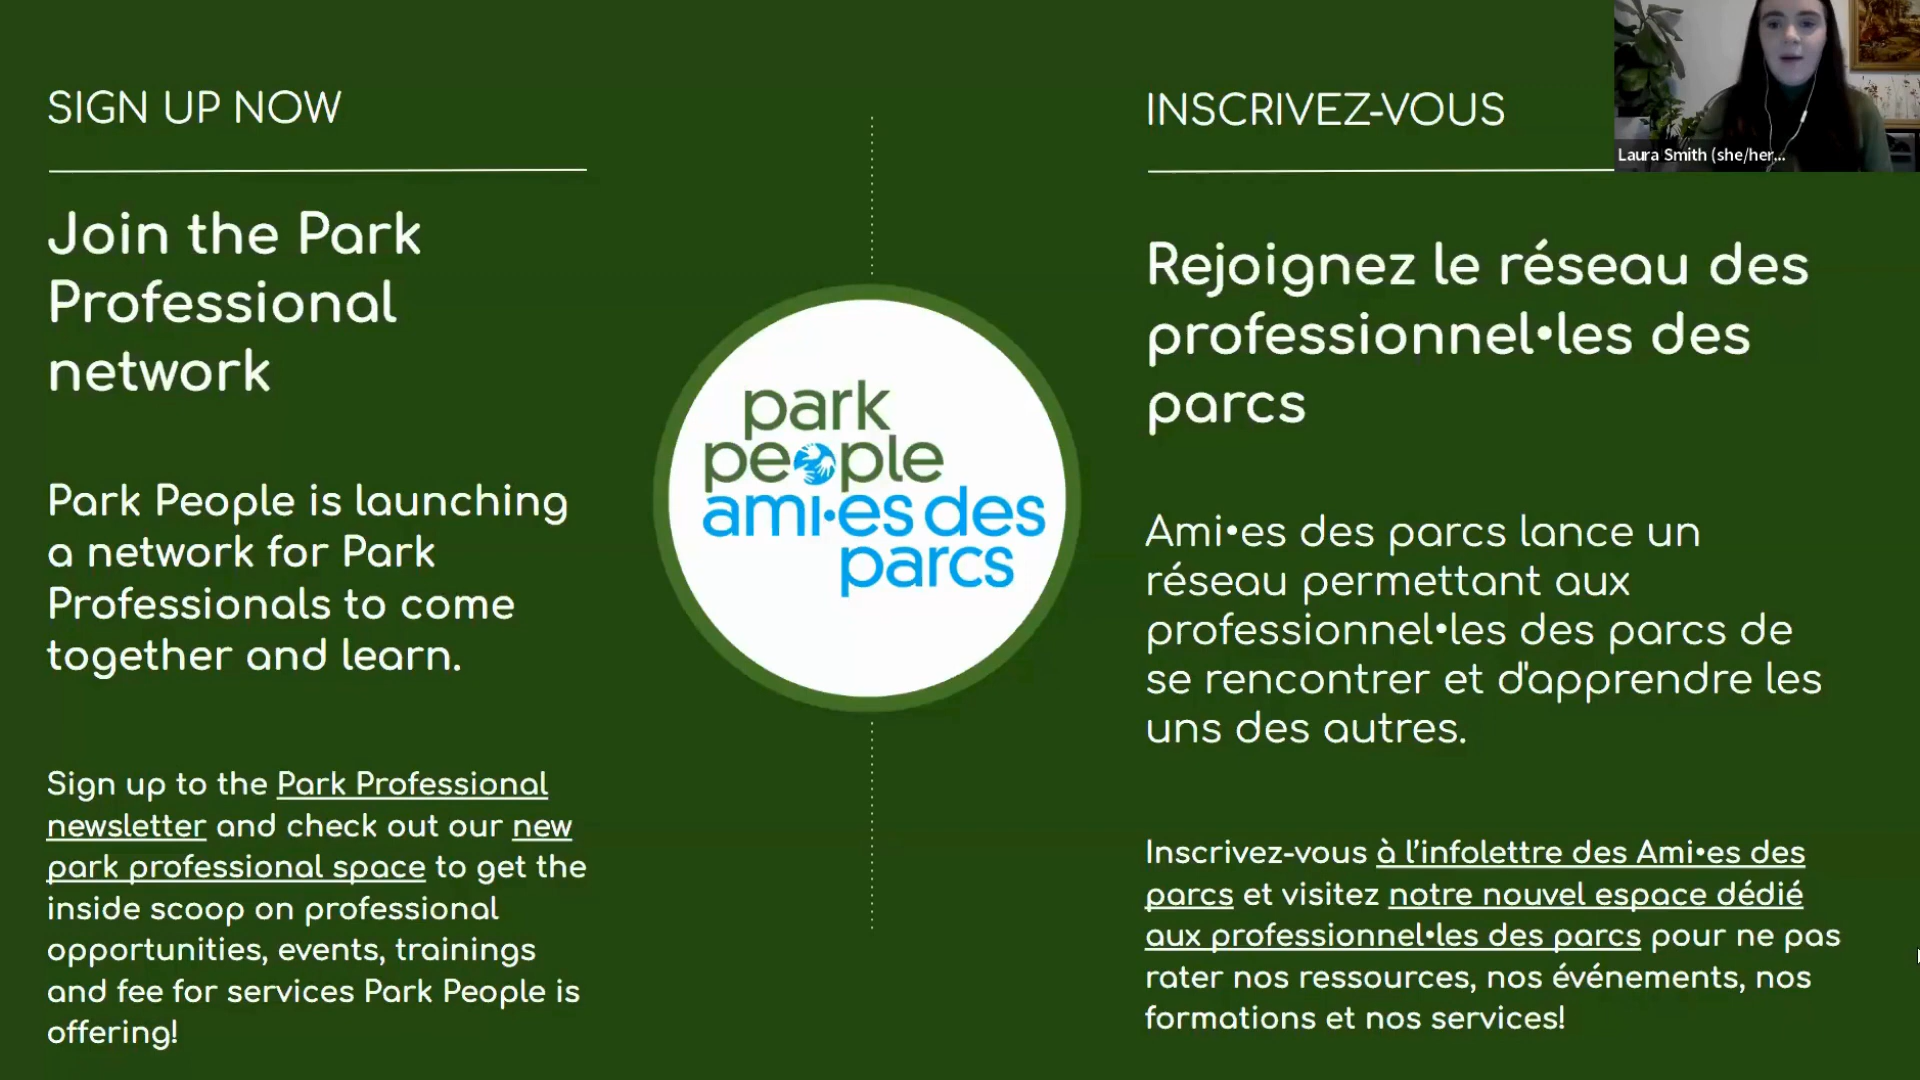 SIGN UP NOW
Join the Park
Professional
network
Park People is launching
a network for Park
Professionals to come
together and learn.
Sign up to the Park Professional
newsletter and check out our new
park professional space to get the
inside scoop on professional
opportunities, events, trainings
and fee for services Park People is
offering!
park
people
ami•es des
parcs
INSCRIVEZ-VOUS
Rejoignez le réseau des
professionnel•les des
parcs
Ami•es des parcs lance un
réseau permettant aux
professionnel•les des parcs de
se rencontrer et d'apprendre les
uns des autres.
Inscrivez-vous à l’infolettre des Ami•es des
parcs et visitez notre nouvel espace dédié
aux professionnel•les des parcs pour ne pas
rater nos ressources, nos événements, nos
formations et nos services!
Laura Smith (she/her...